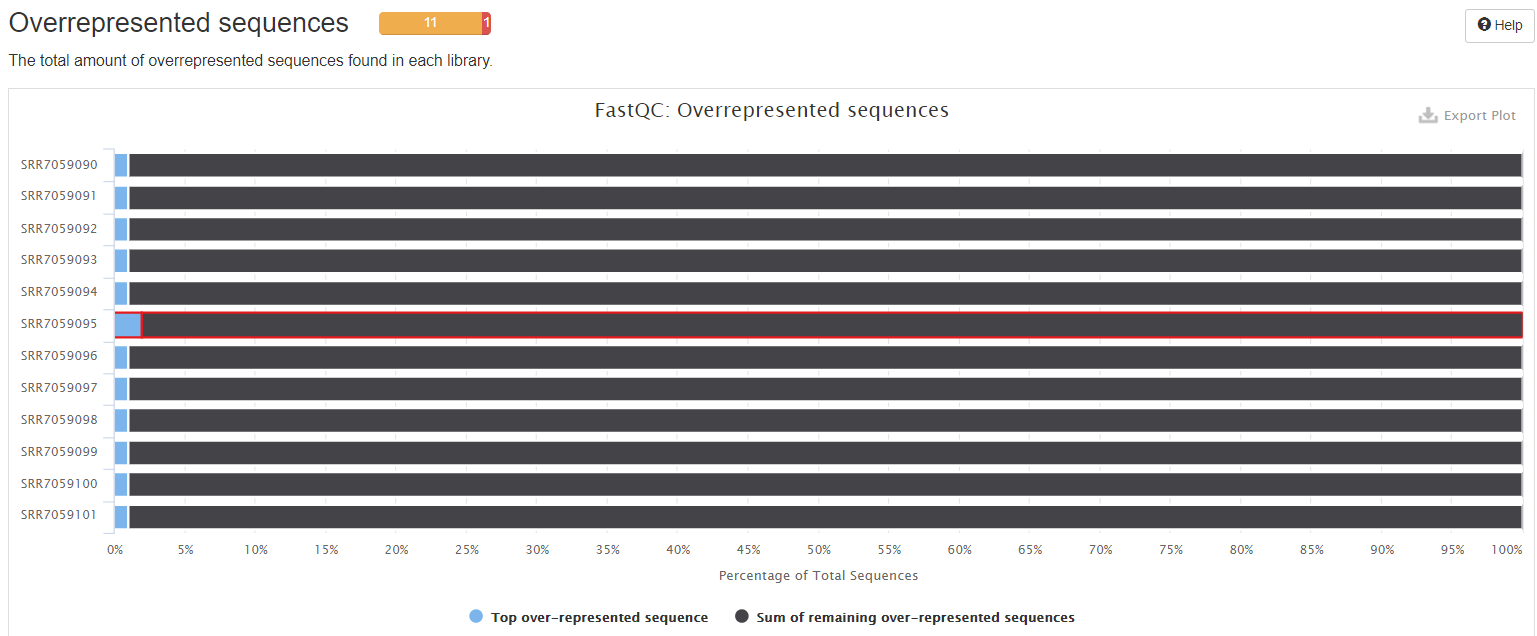 Overrepresented sequences 11 1 Help
The total amount of overrepresented sequences found in each library.
FastQC: Overrepresented sequences
Export Plot
SRR7059090
SRR7059091
SRR7059092
SRR7059093
SRR7059094
SRR7059095
SRR7059096
SRR7059097
SRR7059098
SRR7059099
SRR7059100
SRR7059101
0% 5% 10% 15% 20% 25% 30% 35% 40% 45% 50% 55% 60% 65% 70% 75% 80% 85% 90% 95% 100%
Percentage of Total Sequences
Top over-represented sequence Sum of remaining over-represented sequences